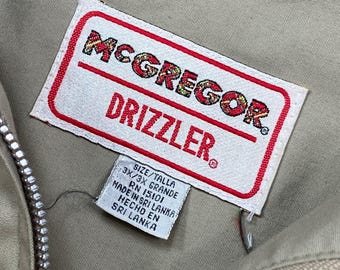 McGREGOR®
DRIZZLER®
SIZE/TALLA
3X/3X GRANDE
RN 15101
MADE IN SRI LANKA
HECHO EN
SRI LANKA